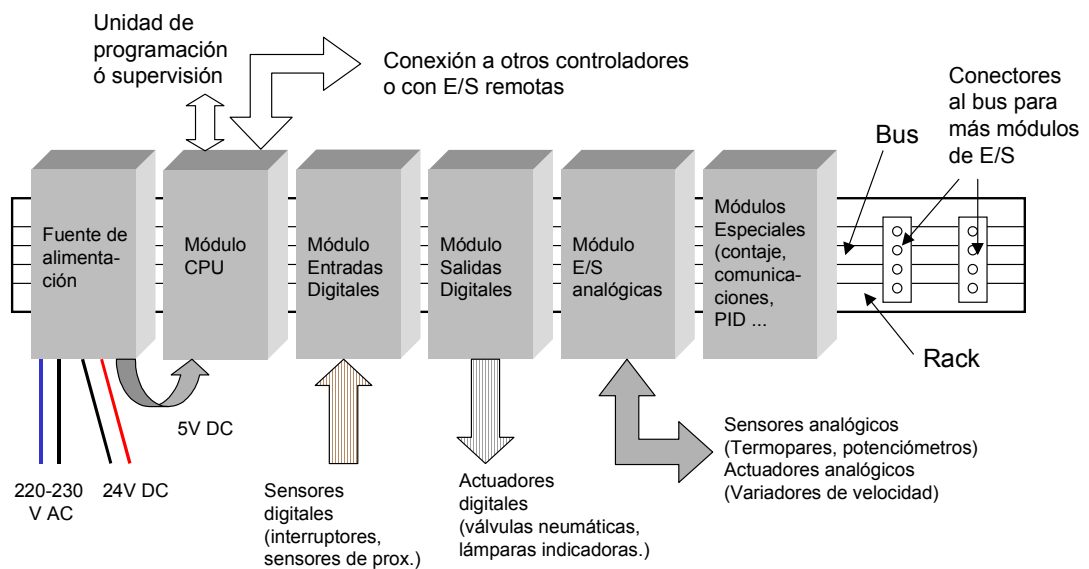 Unidad de
programación
ó supervisión
Conexión a otros controladores
o con E/S remotas
Conectores
al bus para
más módulos
de E/S
Bus
Fuente de
alimenta-
ción
Módulo
CPU
Módulo
Entradas
Digitales
Módulo
Salidas
Digitales
Módulo
E/S
analógicas
Módulos
Especiales
(contaje,
comunica-
ciones,
PID ...
Rack
5V DC
220-230
V AC
24V DC
Sensores
digitales
(interruptores,
sensores de prox.)
Actuadores
digitales
(válvulas neumáticas,
lámparas indicadoras.)
Sensores analógicos
(Termopares, potenciómetros)
Actuadores analógicos
(Variadores de velocidad)